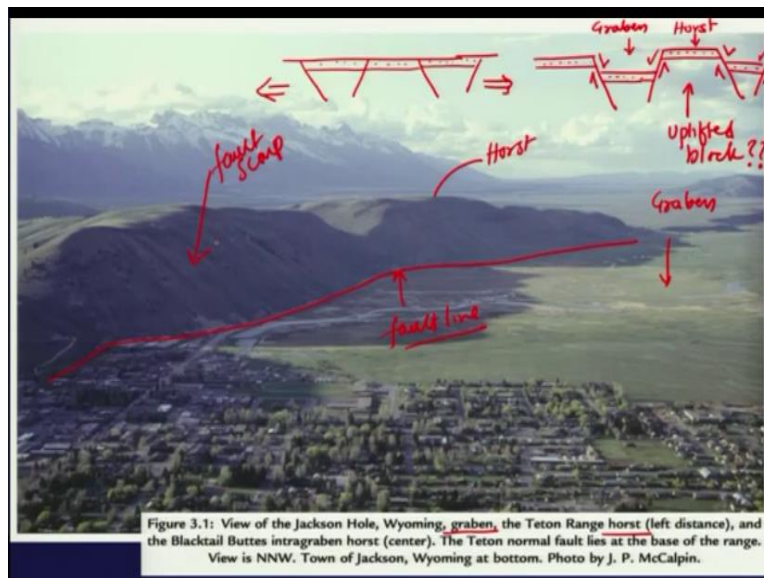 Graben Horst
uplifted
block??
fault
scarp
Horst
Graben
fault line
Figure 3.1: View of the Jackson Hole, Wyoming, graben, the Teton Range horst (left distance), and
the Blacktail Buttes intragraben horst (center). The Teton normal fault lies at the base of the range.
View is NNW. Town of Jackson, Wyoming at bottom. Photo by J. P. McCalpin.